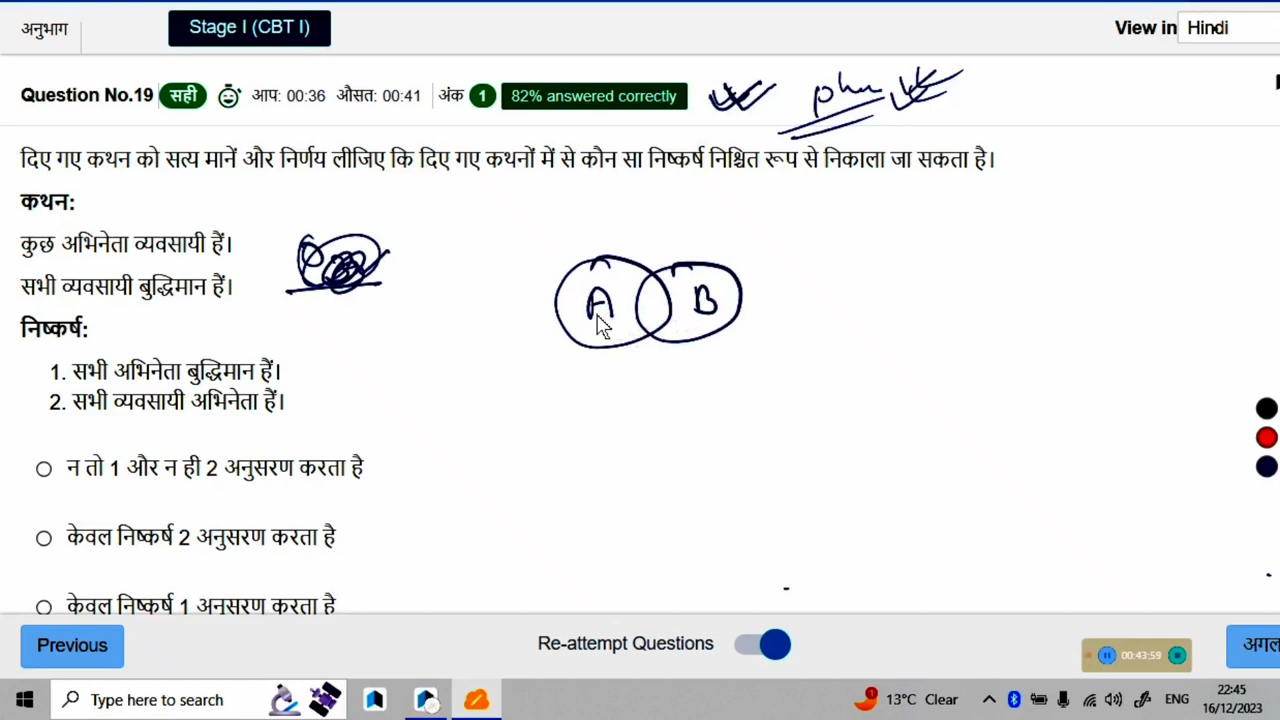 अनुभाग
Stage I (CBT I)
View in Hindi
Question No.19 सही आप: 00:36 औसत: 00:41 अंक 1 82% answered correctly
दिए गए कथन को सत्य मानें और निर्णय लीजिए कि दिए गए कथनों में से कौन सा निष्कर्ष निश्चित रूप से निकाला जा सकता है।
कथन:
कुछ अभिनेता व्यवसायी हैं।
सभी व्यवसायी बुद्धिमान हैं।
A B
निष्कर्ष:
1. सभी अभिनेता बुद्धिमान हैं।
2. सभी व्यवसायी अभिनेता हैं।
न तो 1 और न ही 2 अनुसरण करता है
केवल निष्कर्ष 2 अनुसरण करता है
केवल निष्कर्ष 1 अनुसरण करता है
Previous
Re-attempt Questions
00:43:59
अगल
Type here to search
1
13°C Clear
ENG
22:45
16/12/2023